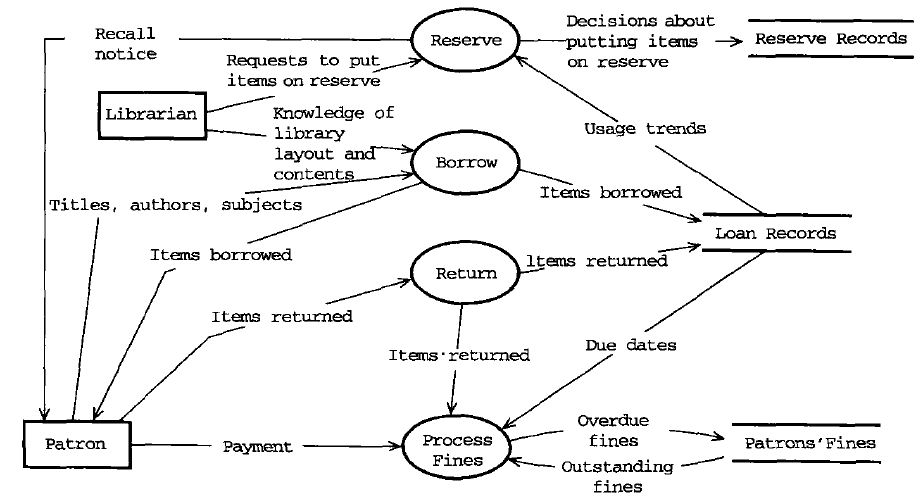 Recall
notice
Reserve
Decisions about
putting items
on reserve
Reserve Records
Requests to put
items on reserve
Librarian
Knowledge of
library
layout and
contents
Usage trends
Borrow
Titles, authors, subjects
Items borrowed
Loan Records
Items borrowed
Return
Items returned
Items returned
Items returned
Due dates
Patron
Payment
Process
Fines
Overdue
fines
Patrons' Fines
Outstanding
fines